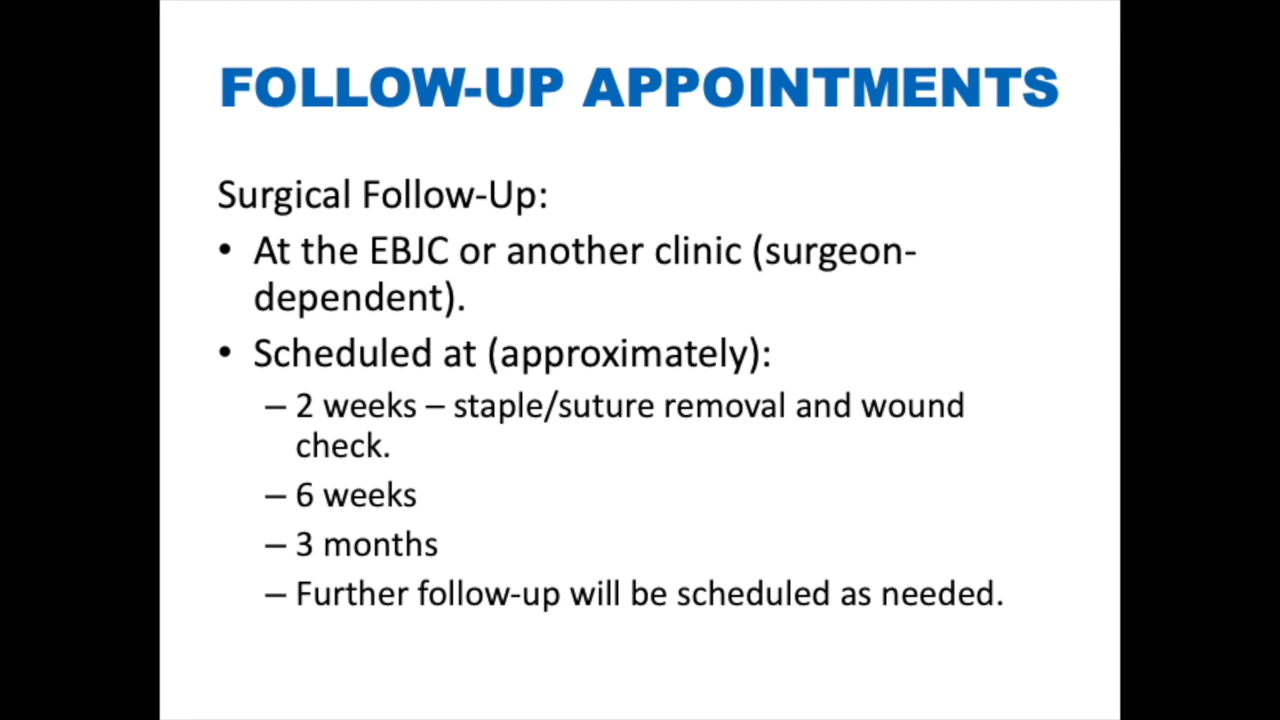 FOLLOW-UP APPOINTMENTS
Surgical Follow-Up:
• At the EBJC or another clinic (surgeon-
dependent).
• Scheduled at (approximately):
– 2 weeks – staple/suture removal and wound
check.
– 6 weeks
– 3 months
– Further follow-up will be scheduled as needed.